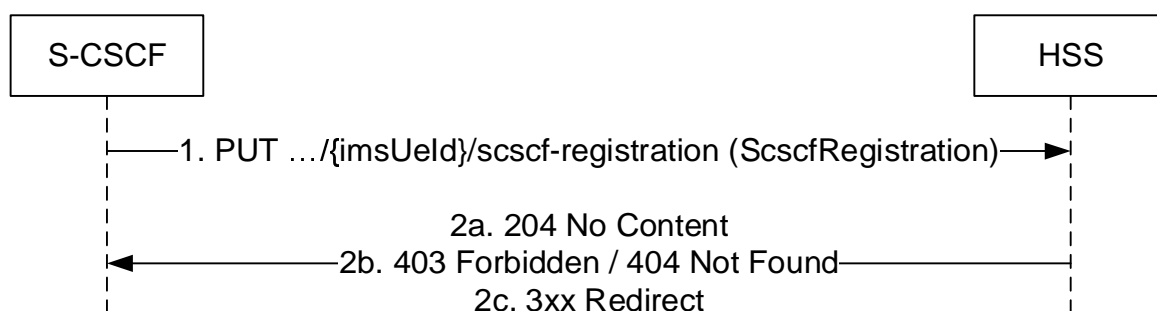 S-CSCF
HSS
1. PUT …/{imsUeId}/scscf-registration (ScscfRegistration)
2a. 204 No Content
2b. 403 Forbidden / 404 Not Found
2c. 3xx Redirect